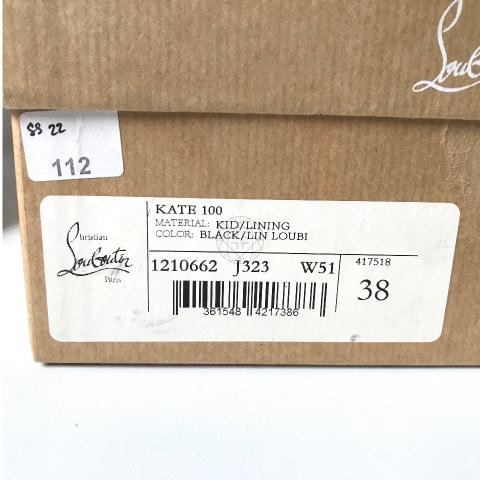 Loub
SS 22
112
KATE 100
MATERIAL: KID/LINING
COLOR: BLACK/LIN LOUBI
Christian
Louboutin
Paris
1210662 J323 W51
417518
38
361548 4217386